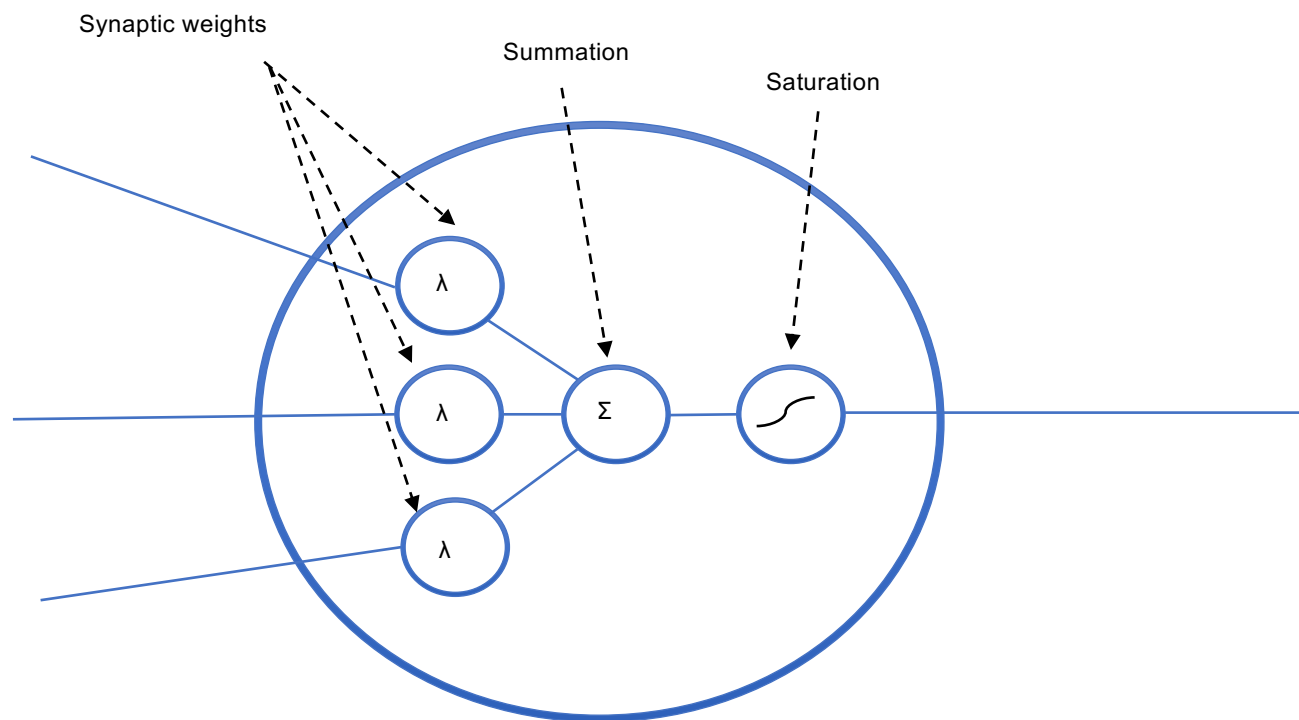 Synaptic weights
Summation
Saturation
λ
λ
Σ
λ